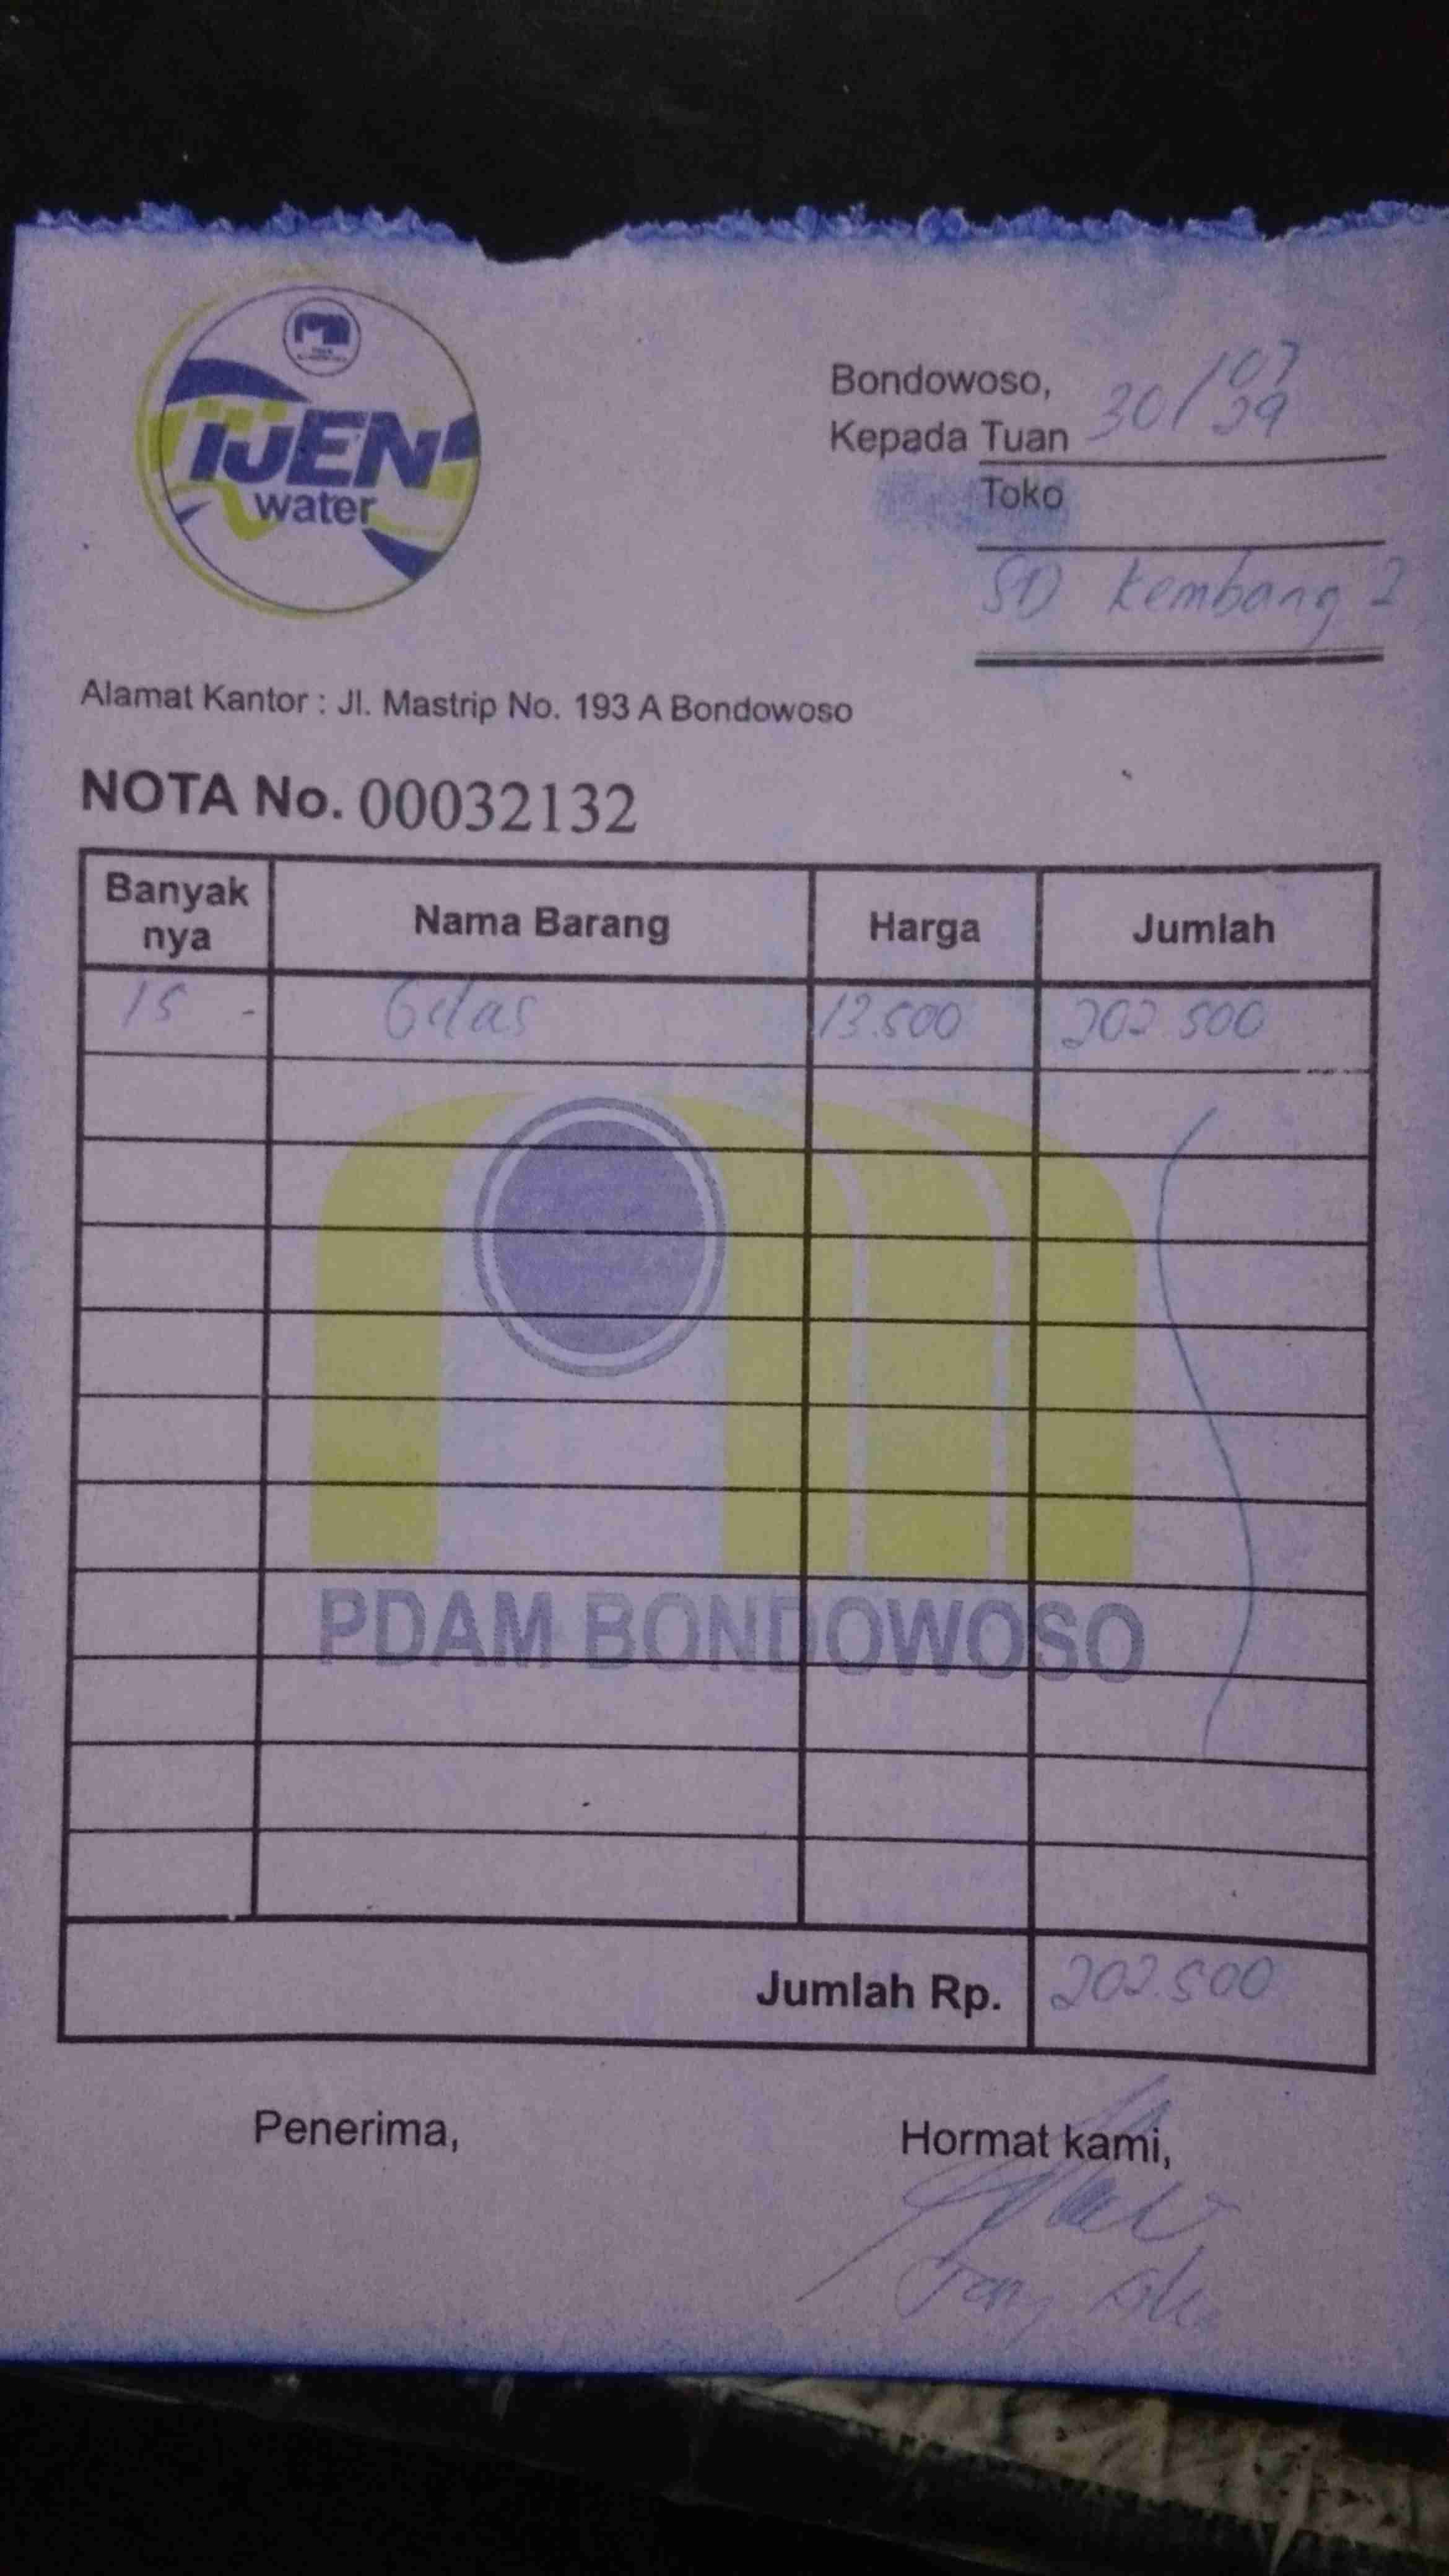 IJEN
water
Bondowoso, 30/07
Kepada Tuan
Toko
SD Kembang 2
Alamat Kantor : Jl. Mastrip No. 193 A Bondowoso
NOTA No. 00032132
Banyak nya Nama Barang Harga Jumlah
15 - Gelas 13.500 202.500
PDAM BONDOWOSO
Jumlah Rp. 202.500
Penerima, Hormat kami,